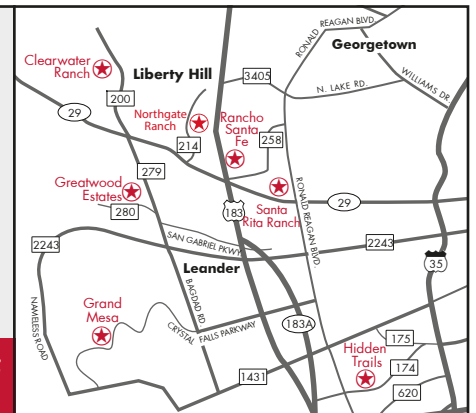 RONALD
REAGAN BLVD.
Georgetown
Clearwater
Ranch
Liberty Hill
3405
N. LAKE RD.
WILLIAMS DR.
200
29
Northgate
Ranch
Rancho
Santa
Fe
258
214
279
Greatwood
Estates
280
183
Santa
Rita Ranch
RONALD REAGAN BLVD.
29
2243
SAN GABRIEL PKWY
2243
35
Leander
NAMELESS ROAD
BAGDAD RD.
Grand
Mesa
CRYSTAL FALLS PARKWAY
183A
175
Hidden
Trails
174
1431
620